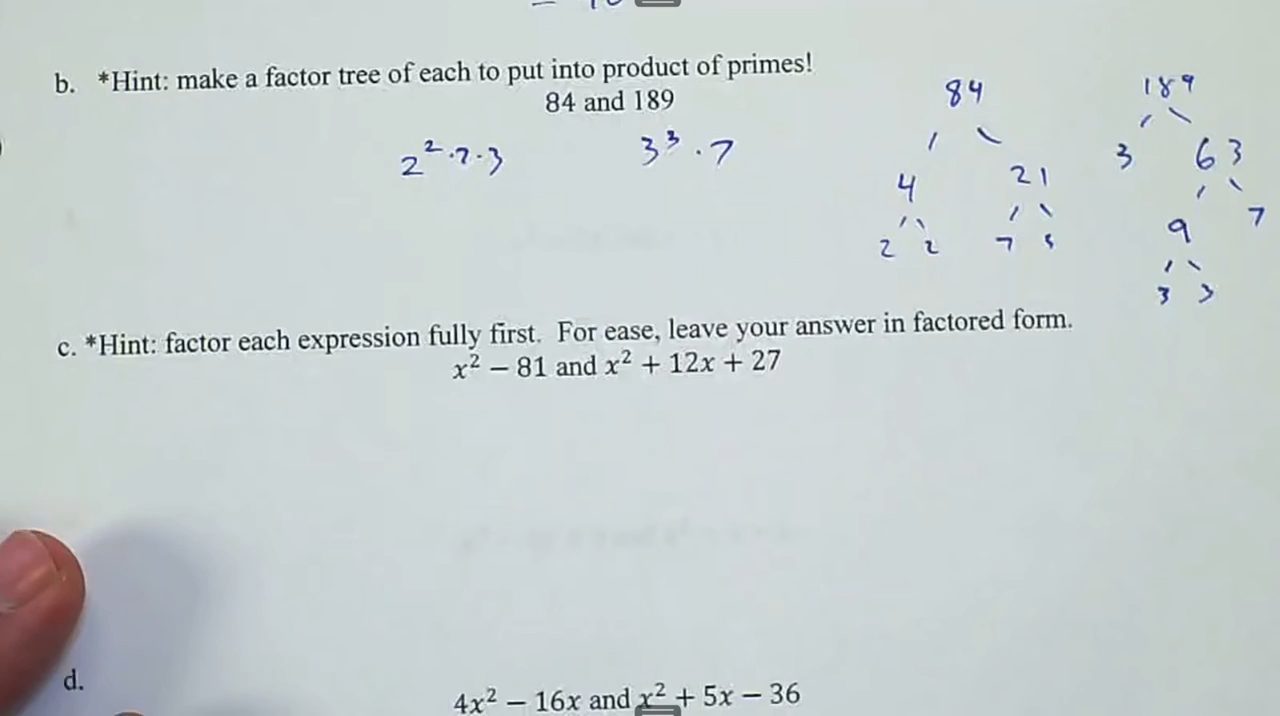 b. *Hint: make a factor tree of each to put into product of primes!
84 and 189
2² · 7 · 3 3³ · 7
84
4 21
2 2 7 3
189
3 63
9 7
3 3
c. *Hint: factor each expression fully first. For ease, leave your answer in factored form.
x² − 81 and x² + 12x + 27
d.
4x² − 16x and x² + 5x − 36